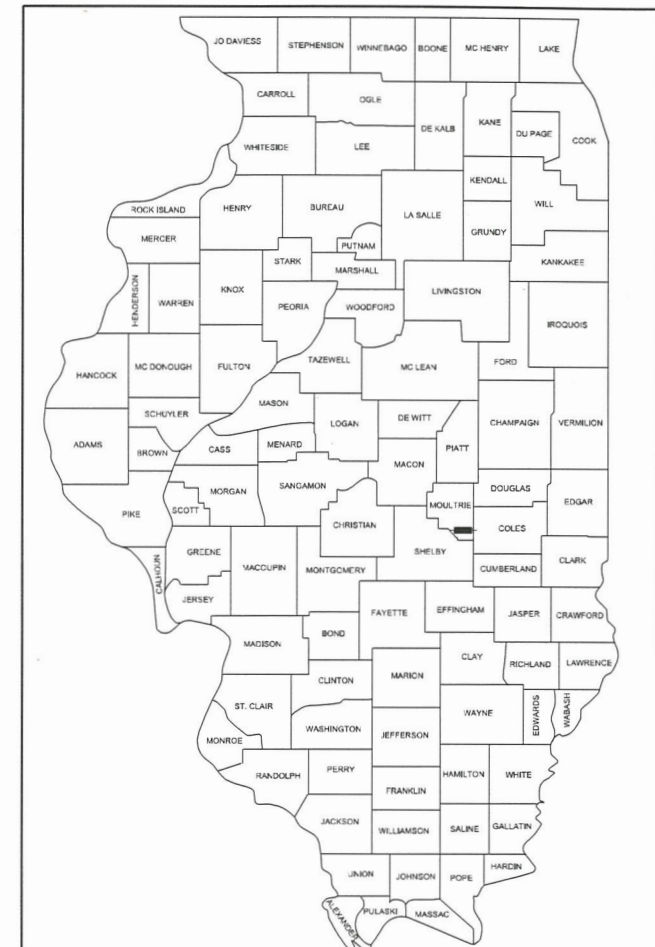 JO DAVIESS
STEPHENSON
WINNEBAGO
BOONE
MC HENRY
LAKE
CARROLL
OGLE
DE KALB
KANE
DU PAGE
COOK
WHITESIDE
LEE
KENDALL
WILL
ROCK ISLAND
HENRY
BUREAU
LA SALLE
GRUNDY
MERCER
PUTNAM
STARK
MARSHALL
KANKAKEE
HENDERSON
WARREN
KNOX
PEORIA
WOODFORD
LIVINGSTON
IROQUOIS
HANCOCK
MC DONOUGH
FULTON
TAZEWELL
MC LEAN
FORD
MASON
SCHUYLER
LOGAN
DE WITT
CHAMPAIGN
VERMILION
ADAMS
BROWN
CASS
MENARD
PIATT
MACON
MORGAN
SANGAMON
DOUGLAS
MOULTRIE
EDGAR
PIKE
SCOTT
CHRISTIAN
COLES
GREENE
SHELBY
CALHOUN
MACOUPIN
MONTGOMERY
CUMBERLAND
CLARK
JERSEY
FAYETTE
EFFINGHAM
JASPER
CRAWFORD
MADISON
BOND
CLAY
RICHLAND
LAWRENCE
CLINTON
MARION
ST. CLAIR
WAYNE
EDWARDS
WABASH
WASHINGTON
JEFFERSON
MONROE
RANDOLPH
PERRY
HAMILTON
WHITE
FRANKLIN
JACKSON
WILLIAMSON
SALINE
GALLATIN
UNION
JOHNSON
POPE
HARDIN
ALEXANDER
PULASKI
MASSAC